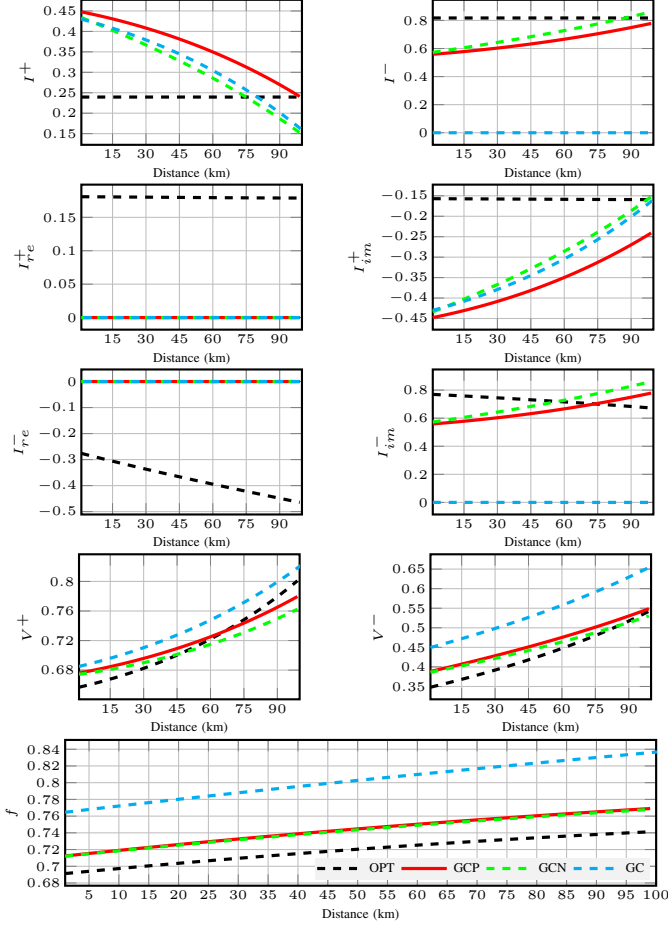 0.45
0.4
0.35
0.3
0.25
0.2
0.15
I+
15 30 45 60 75 90
Distance (km)
0.8
0.6
0.4
0.2
0
I−
15 30 45 60 75 90
Distance (km)
0.15
0.1
0.05
0
I+re
15 30 45 60 75 90
Distance (km)
−0.15
−0.2
−0.25
−0.3
−0.35
−0.4
−0.45
I+im
15 30 45 60 75 90
Distance (km)
0
−0.1
−0.2
−0.3
−0.4
−0.5
I−re
15 30 45 60 75 90
Distance (km)
0.8
0.6
0.4
0.2
0
I−im
15 30 45 60 75 90
Distance (km)
0.8
0.76
0.72
0.68
V+
15 30 45 60 75 90
Distance (km)
0.65
0.6
0.55
0.5
0.45
0.4
0.35
V−
15 30 45 60 75 90
Distance (km)
0.84
0.8
0.78
0.76
0.74
0.72
0.7
0.68
f
OPT GCP GCN GC
5 10 15 20 25 30 35 40 45 50 55 60 65 70 75 80 85 90 95 100
Distance (km)